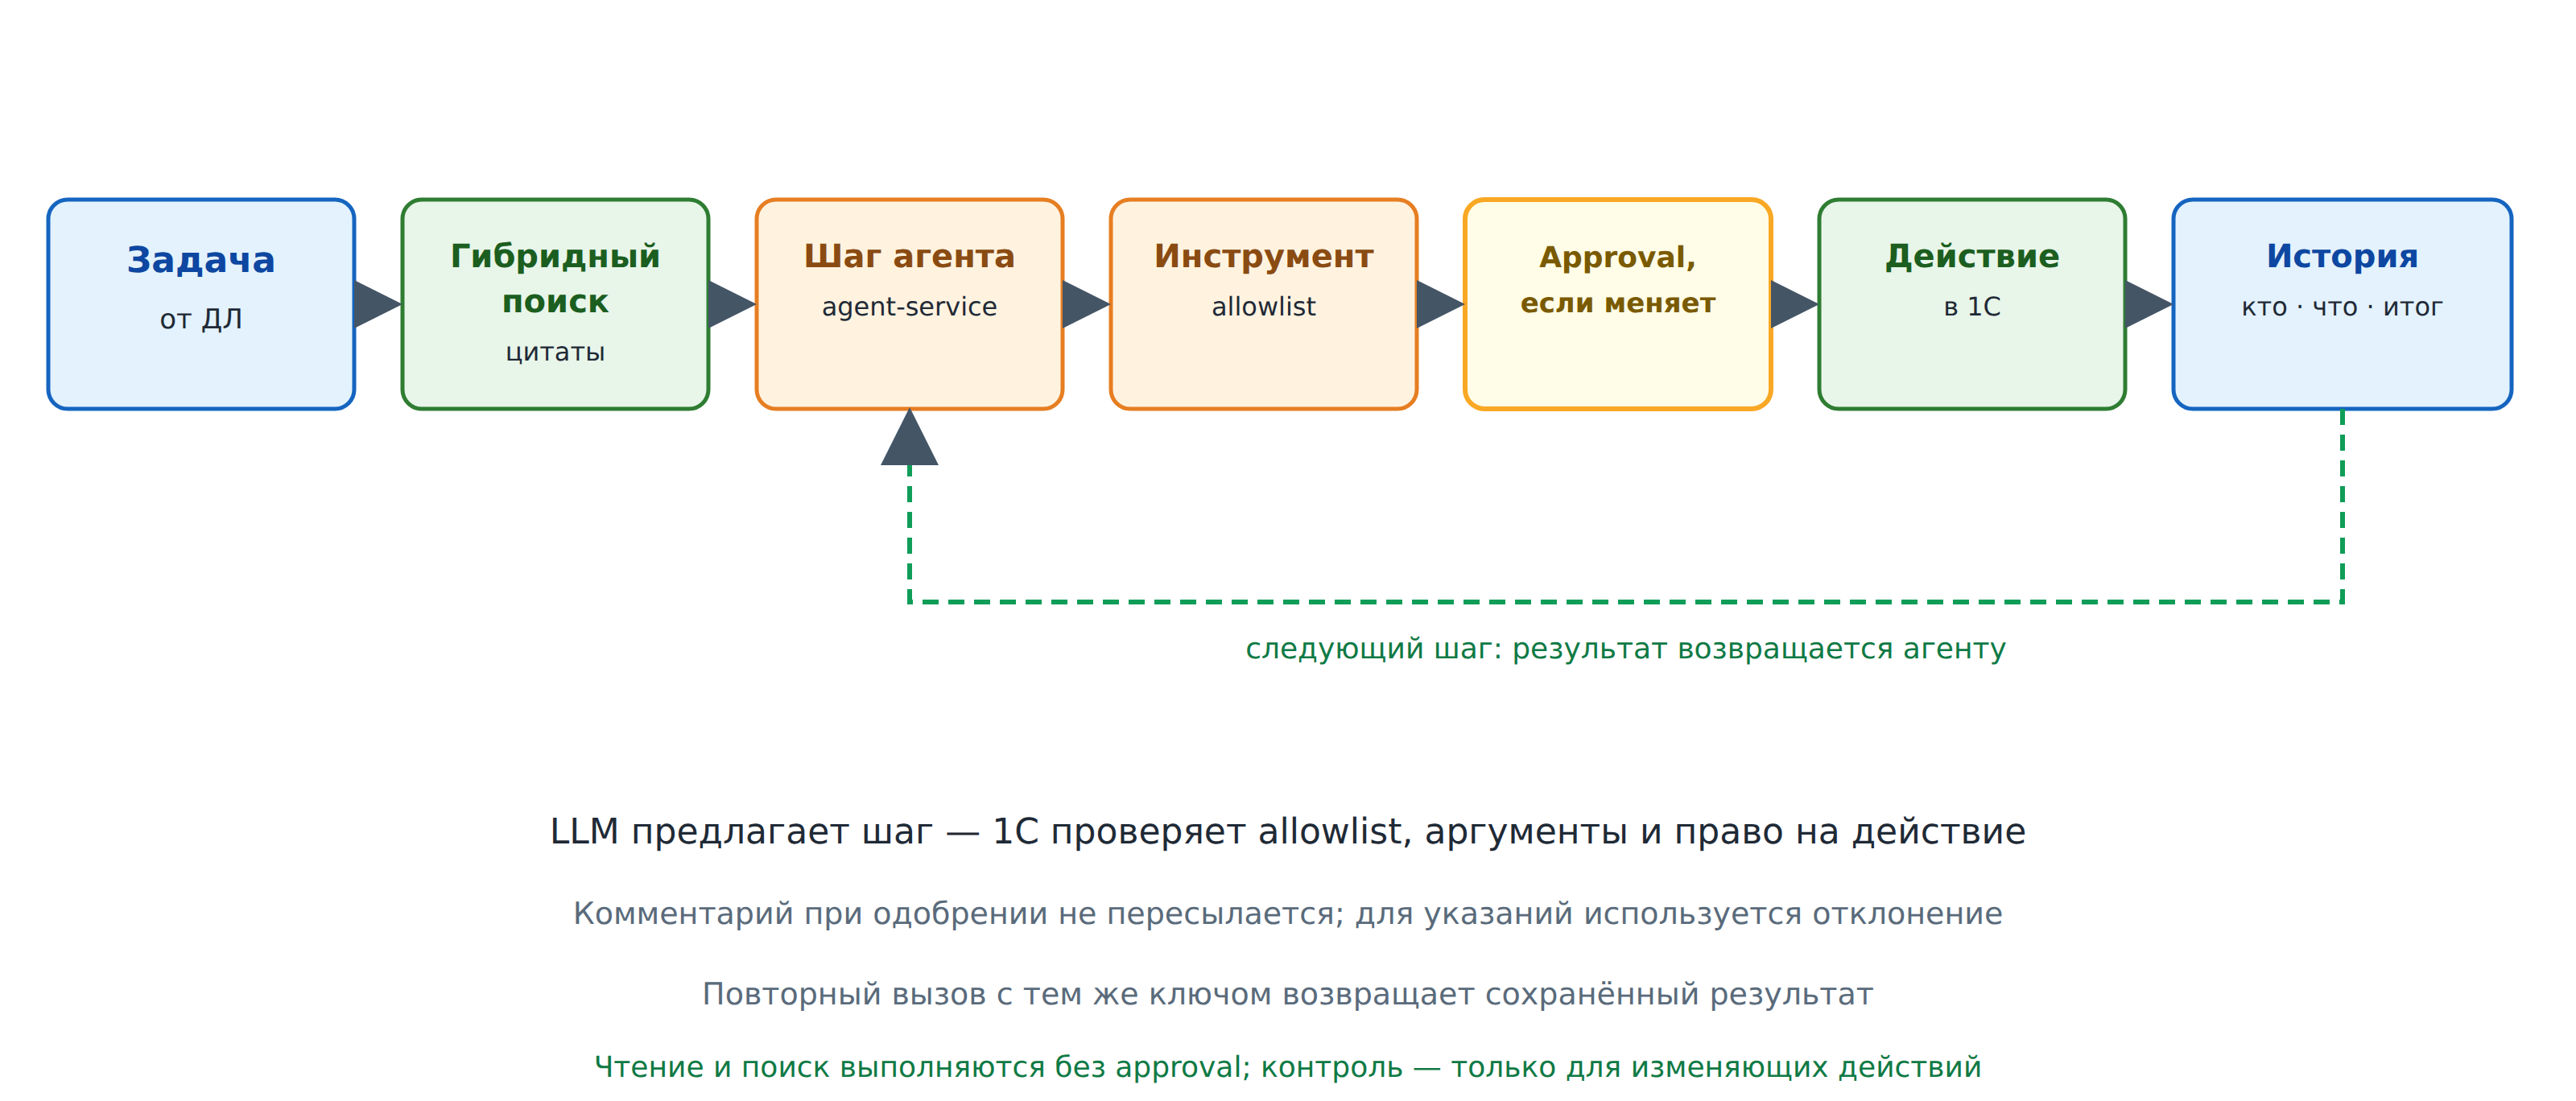 Задача
от ДЛ
Гибридный
поиск
цитаты
Шаг агента
agent-service
Инструмент
allowlist
Approval,
если меняет
Действие
в 1С
История
кто · что · итог
следующий шаг: результат возвращается агенту
LLM предлагает шаг — 1С проверяет allowlist, аргументы и право на действие
Комментарий при одобрении не пересылается; для указаний используется отклонение
Повторный вызов с тем же ключом возвращает сохранённый результат
Чтение и поиск выполняются без approval; контроль — только для изменяющих действий